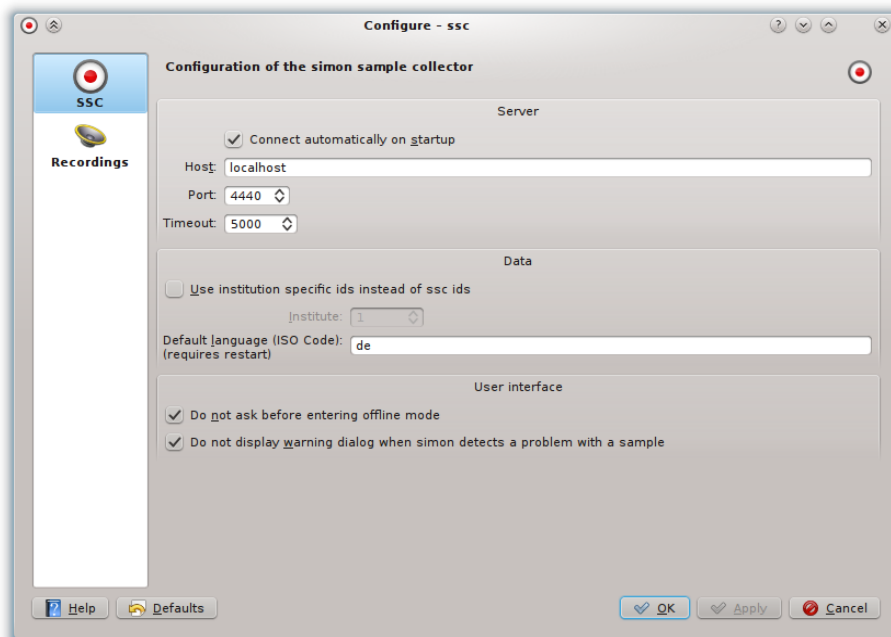 Configure - ssc
SSC
Recordings
Configuration of the simon sample collector
Server
Connect automatically on startup
Host: localhost
Port: 4440
Timeout: 5000
Data
Use institution specific ids instead of ssc ids
Institute: 1
Default language (ISO Code): de
(requires restart)
User interface
Do not ask before entering offline mode
Do not display warning dialog when simon detects a problem with a sample
Help Defaults OK Apply Cancel